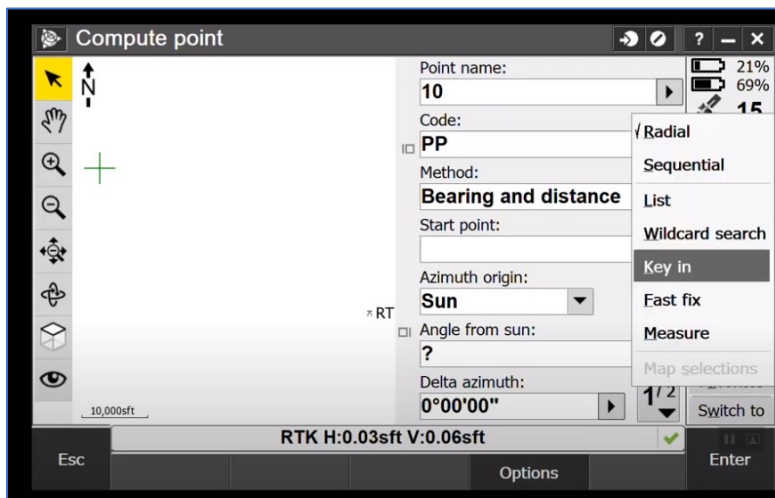 Compute point
?
N
Point name:
10
Code:
PP
Method:
Bearing and distance
Start point:
Azimuth origin:
Sun
Angle from sun:
?
Delta azimuth:
0°00'00"
21%
69%
15
Radial
Sequential
List
Wildcard search
Key in
Fast fix
Measure
Map selections
RT
10,000sft
1/2
Switch to
RTK H:0.03sft V:0.06sft
Esc
Options
Enter